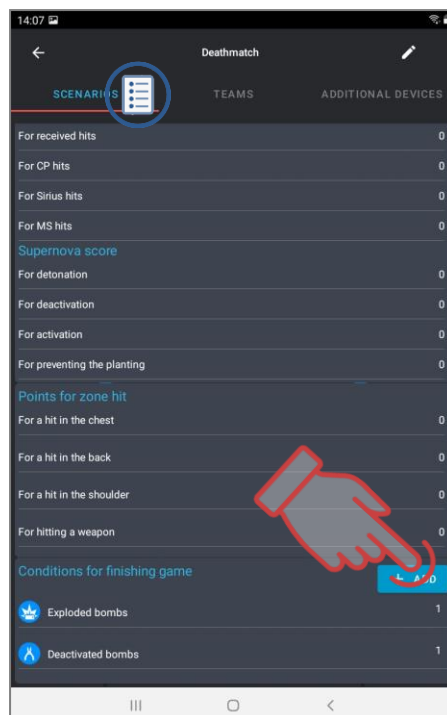 14:07
Deathmatch
SCENARIOS TEAMS ADDITIONAL DEVICES
For received hits 0
For CP hits 0
For Sirius hits 0
For MS hits 0
Supernova score
For detonation 0
For deactivation 0
For activation 0
For preventing the planting 0
Points for zone hit
For a hit in the chest 0
For a hit in the back 0
For a hit in the shoulder 0
For hitting a weapon 0
Conditions for finishing game + ADD
Exploded bombs 1
Deactivated bombs 1